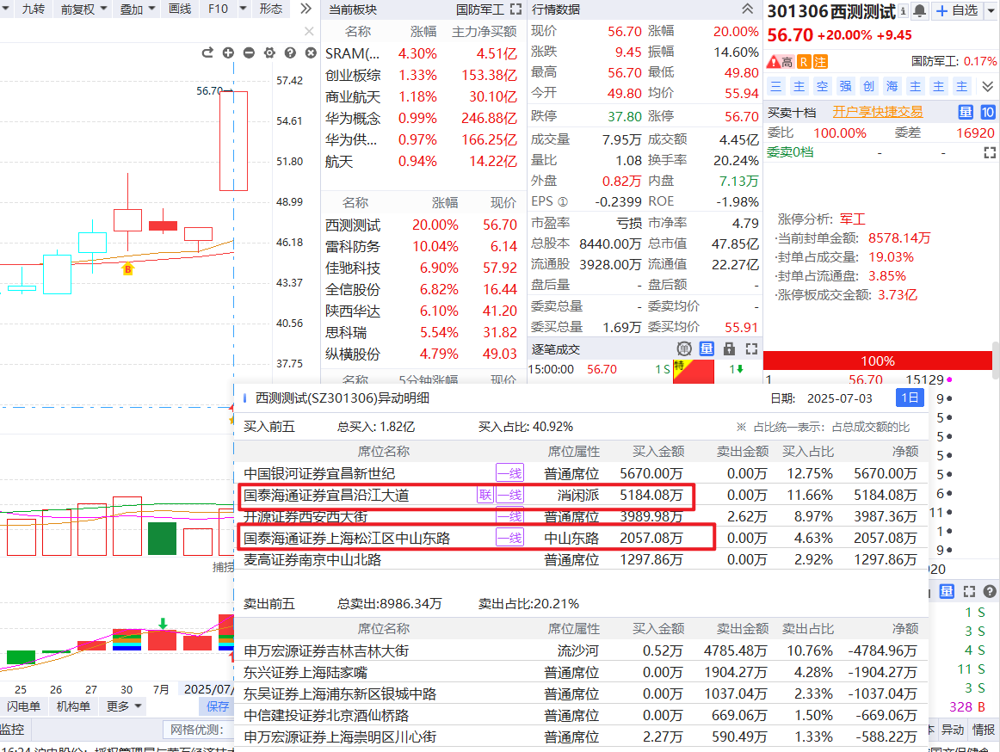 九转 前复权 叠加 画线 F10 形态
56.70
57.42
54.61
51.80
48.99
46.18
43.37
40.56
37.75
B
捕捞
25 26 27 30 7月 2025/07/
闪电单 机构单 更多 保存
监控 网格优测:
当前板块 国防军工
名称 涨幅 主力净买额
SRAM(... 4.30% 4.51亿
创业板综 1.33% 153.38亿
商业航天 1.18% 30.10亿
华为概念 0.99% 246.88亿
华为供... 0.97% 166.25亿
航天 0.94% 14.22亿
名称 涨幅 现价
西测测试 20.00% 56.70
雷科防务 10.04% 6.14
佳驰科技 6.90% 57.92
全信股份 6.82% 16.44
陕西华达 6.10% 41.20
思科瑞 5.54% 31.82
纵横股份 4.79% 49.03
名称 5分钟涨幅 现价
行情数据
现价 56.70 涨幅 20.00%
涨跌 9.45 振幅 14.60%
最高 56.70 最低 49.80
今开 49.80 均价 55.94
跌停 37.80 涨停 56.70
成交量 7.95万 成交额 4.45亿
量比 1.08 换手率 20.24%
外盘 0.82万 内盘 7.13万
EPS ① -0.2399 ROE -1.98%
市盈率 亏损 市净率 4.79
总股本 8440.00万 总市值 47.85亿
流通股 3928.00万 流通值 22.27亿
盘后量 - 盘后额 -
委卖总量 - 委卖均价 -
委买总量 1.69万 委买均价 55.91
逐笔成交 单 量
15:00:00 56.70 1 S 特 1
301306 西测测试 自选
56.70 +20.00% +9.45
高 R 注 国防军工: 0.17%
三 主 空 强 创 海 主 主 主
买卖十档 开户享快捷交易 量 10
委比 100.00% 委差 16920
委卖0档 - -
涨停分析: 军工
·当前封单金额: 8578.14万
·封单占成交量: 19.03%
·封单占流通盘: 3.85%
·涨停板成交金额: 3.73亿
100%
1 56.70 15129
9
5
5
5
5
6
11
1
9
量
1 S
3 S
4 S
11 S
3 S
328 B
异动 情报
西测测试(SZ301306)异动明细 日期: 2025-07-03 1日
买入前五 总买入: 1.82亿 买入占比: 40.92% ※ 占比统一表示: 占总成交额的比
席位名称 席位属性 买入金额 卖出金额 买入占比 净额
中国银河证券宜昌新世纪 一线 普通席位 5670.00万 0.00万 12.75% 5670.00万
国泰海通证券宜昌沿江大道 联 一线 消闲派 5184.08万 0.00万 11.66% 5184.08万
开源证券西安西大街 一线 普通席位 3989.98万 2.62万 8.97% 3987.36万
国泰海通证券上海松江区中山东路 一线 中山东路 2057.08万 0.00万 4.63% 2057.08万
麦高证券南京中山北路 普通席位 1297.86万 0.00万 2.92% 1297.86万
卖出前五 总卖出:8986.34万 卖出占比:20.21%
席位名称 席位属性 买入金额 卖出金额 卖出占比 净额
申万宏源证券吉林吉林大街 流沙河 0.52万 4785.48万 10.76% -4784.96万
东兴证券上海陆家嘴 普通席位 0.00万 1904.27万 4.28% -1904.27万
东吴证券上海浦东新区银城中路 普通席位 0.00万 1037.04万 2.33% -1037.04万
中信建投证券北京酒仙桥路 普通席位 0.00万 669.06万 1.50% -669.06万
申万宏源证券上海崇明区川心街 普通席位 2.27万 590.49万 1.33% -588.22万